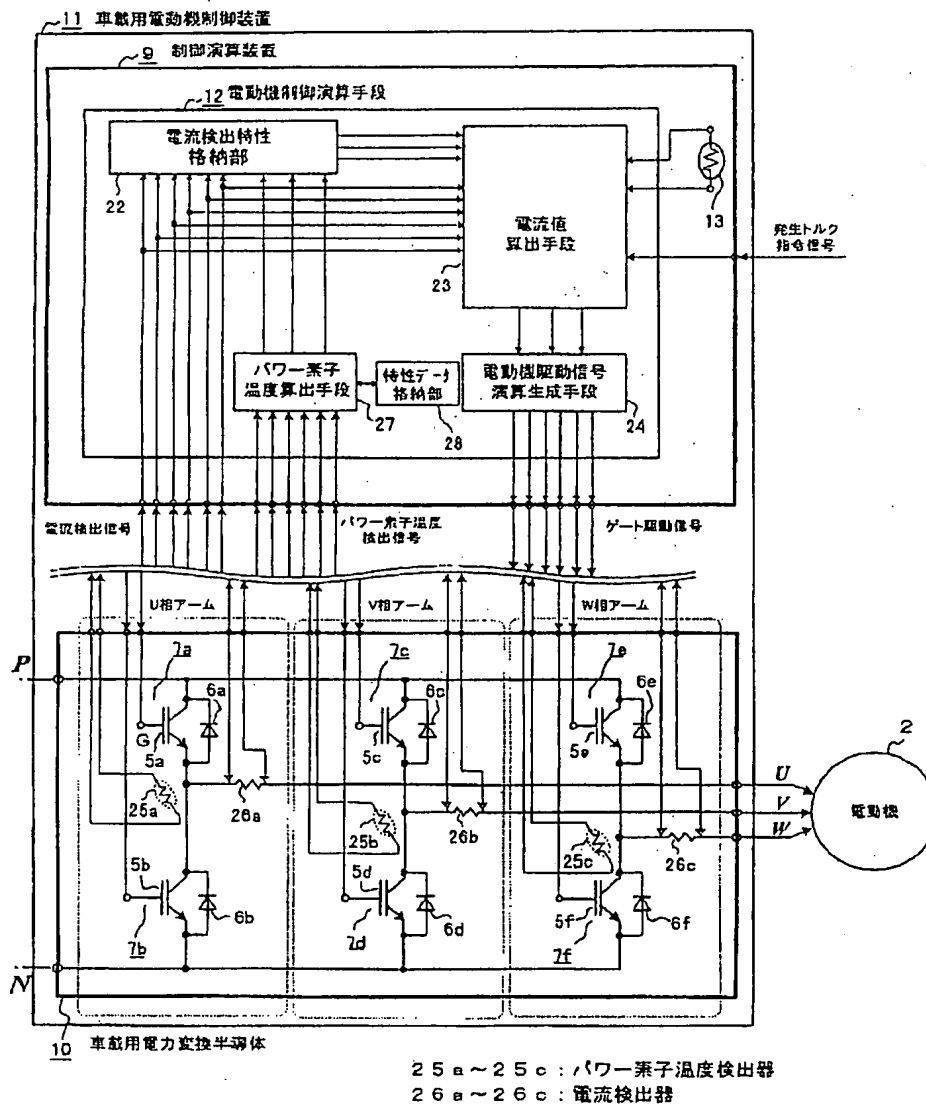 11 車載用電動機制御装置
9 制御演算装置
12 電動機制御演算手段
電流検出特性
格納部
22
電流値
算出手段
23
13
発生トルク
指令信号
パワー素子
温度算出手段
27
特性データ
格納部
28
電動機駆動信号
演算生成手段
24
電流検出信号
パワー素子温度
検出信号
ゲート駆動信号
U相アーム
V相アーム
W相アーム
P
7a
6a
G
5a
7c
6c
5c
7e
6e
5e
2
電動機
U
V
W
25a
26a
25b
26b
25c
26c
5b
6b
7b
5d
6d
7d
5f
6f
7f
N
10 車載用電力変換半導体
25a~25c:パワー素子温度検出器
26a~26c:電流検出器